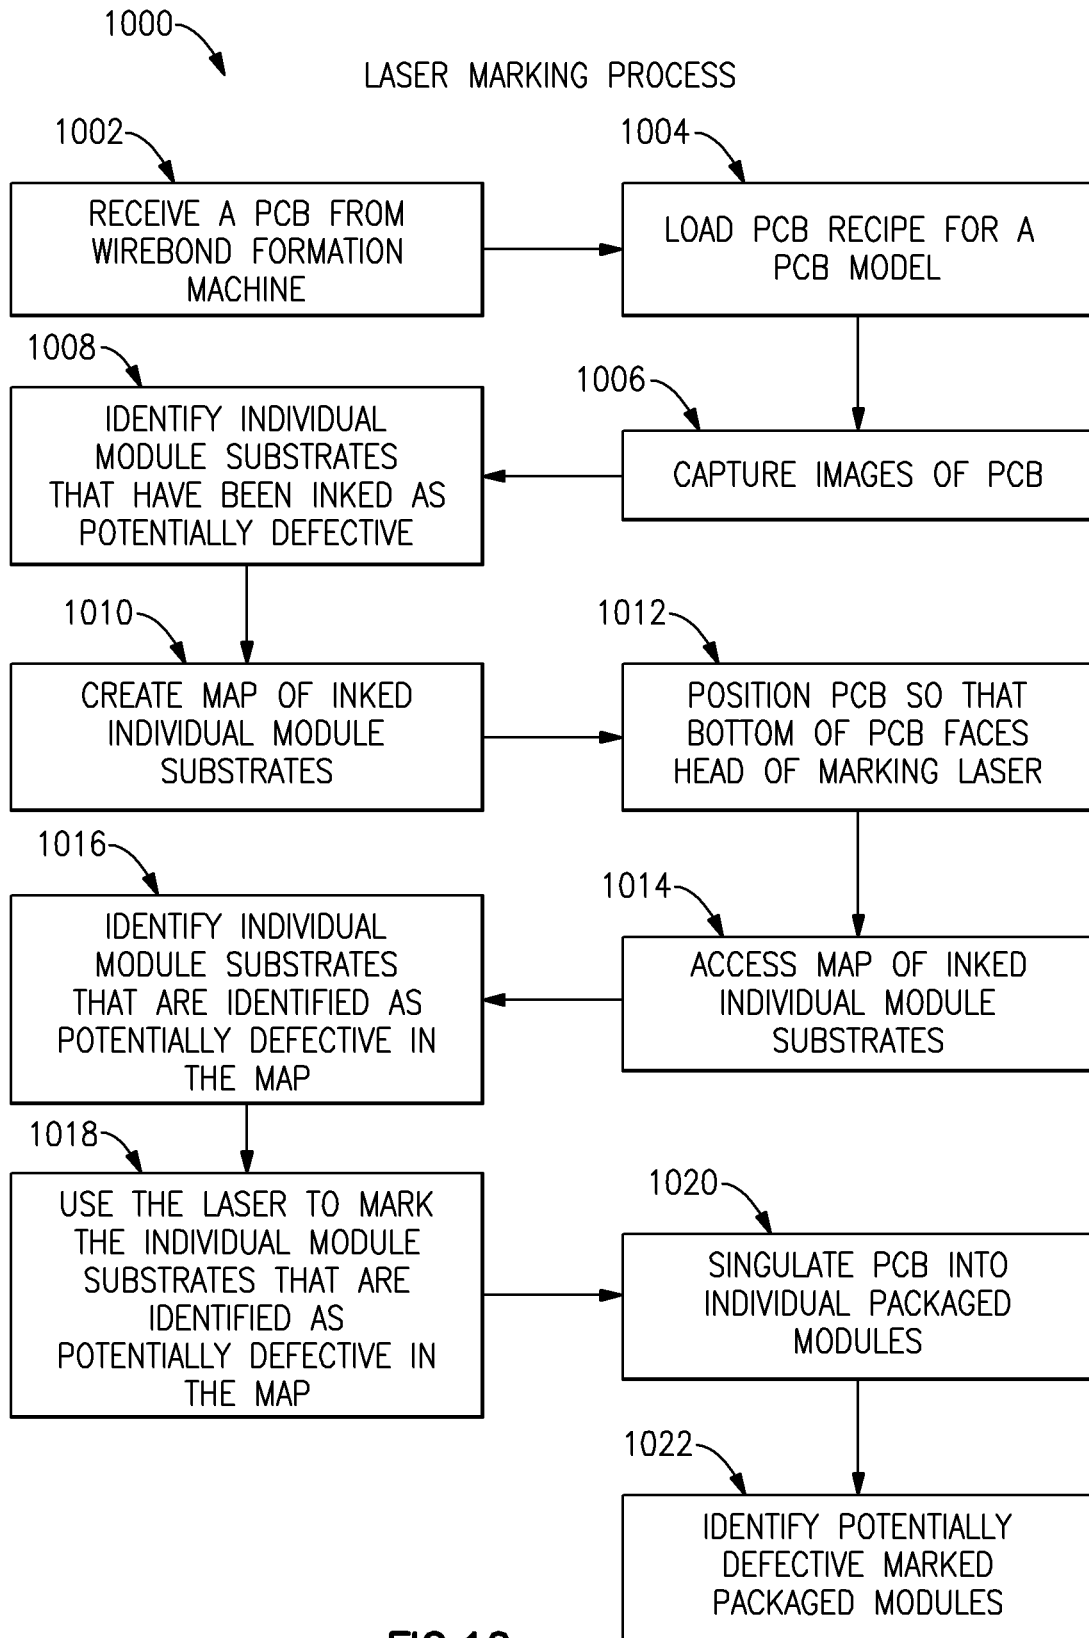 1000
LASER MARKING PROCESS
1002
RECEIVE A PCB FROM
WIREBOND FORMATION
MACHINE
1004
LOAD PCB RECIPE FOR A
PCB MODEL
1006
CAPTURE IMAGES OF PCB
1008
IDENTIFY INDIVIDUAL
MODULE SUBSTRATES
THAT HAVE BEEN INKED AS
POTENTIALLY DEFECTIVE
1010
CREATE MAP OF INKED
INDIVIDUAL MODULE
SUBSTRATES
1012
POSITION PCB SO THAT
BOTTOM OF PCB FACES
HEAD OF MARKING LASER
1014
ACCESS MAP OF INKED
INDIVIDUAL MODULE
SUBSTRATES
1016
IDENTIFY INDIVIDUAL
MODULE SUBSTRATES
THAT ARE IDENTIFIED AS
POTENTIALLY DEFECTIVE IN
THE MAP
1018
USE THE LASER TO MARK
THE INDIVIDUAL MODULE
SUBSTRATES THAT ARE
IDENTIFIED AS
POTENTIALLY DEFECTIVE IN
THE MAP
1020
SINGULATE PCB INTO
INDIVIDUAL PACKAGED
MODULES
1022
IDENTIFY POTENTIALLY
DEFECTIVE MARKED
PACKAGED MODULES